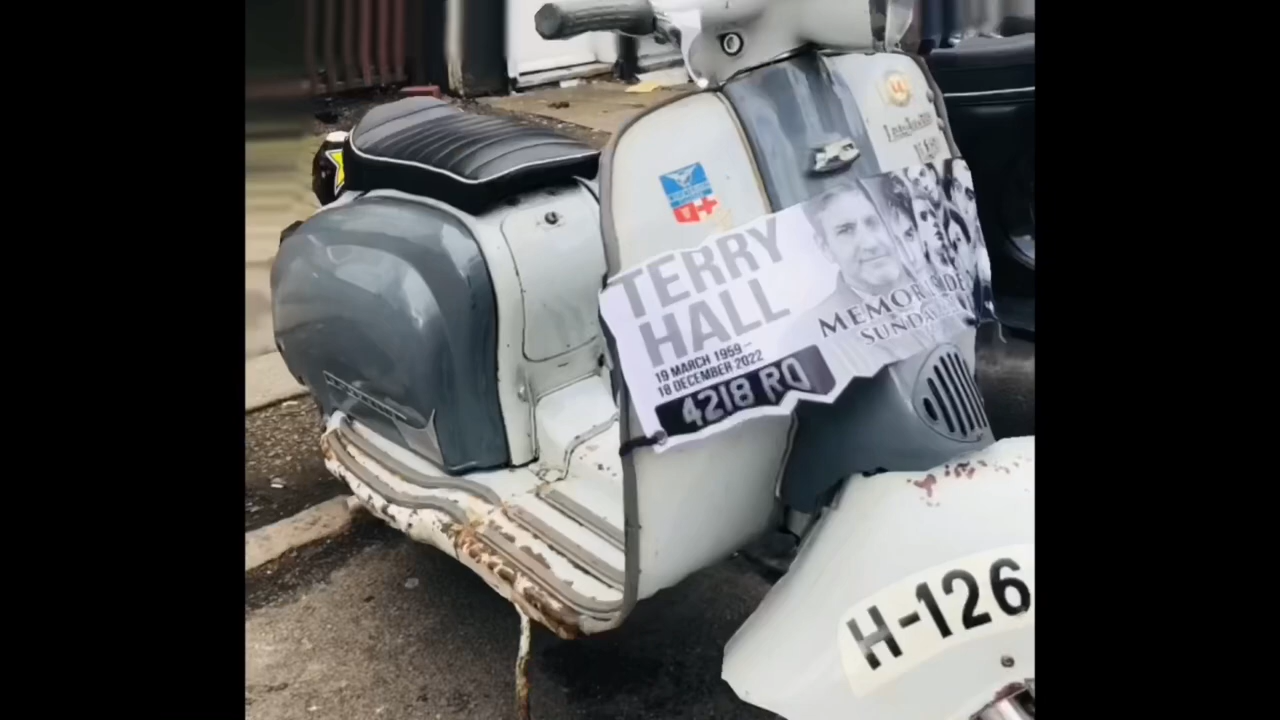 TERRY
HALL
19 MARCH 1959 –
18 DECEMBER 2022
4218 RO
SUNDAY
H-126